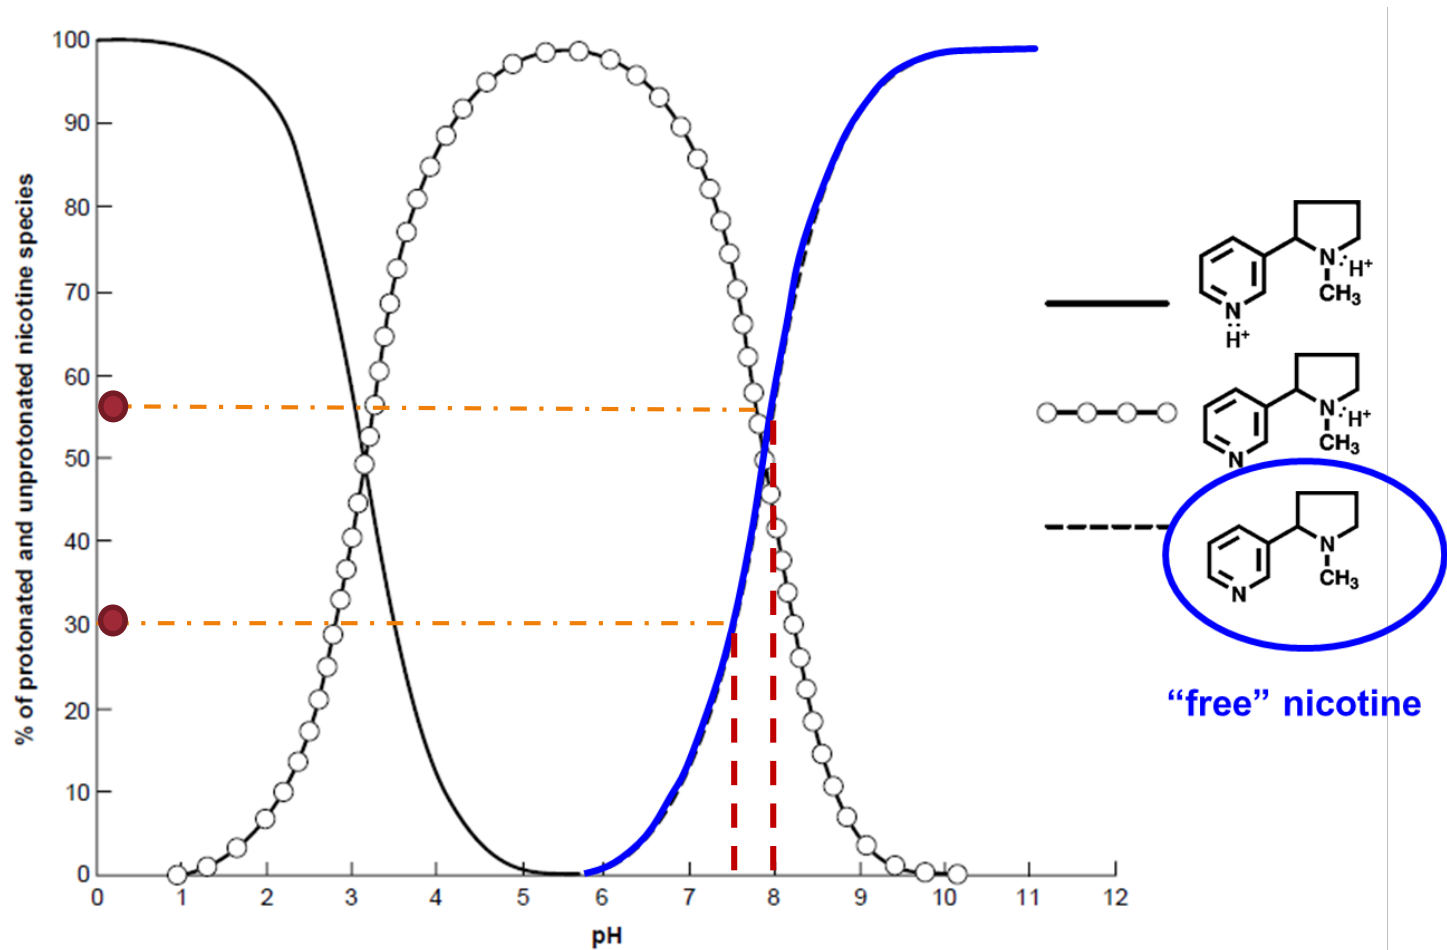 % of protonated and unprotonated nicotine species
100
90
80
70
60
50
40
30
20
10
0
0 1 2 3 4 5 6 7 8 9 10 11 12
pH
N
H⁺
CH₃
N
H⁺
N
H⁺
CH₃
N
N
CH₃
N
“free” nicotine